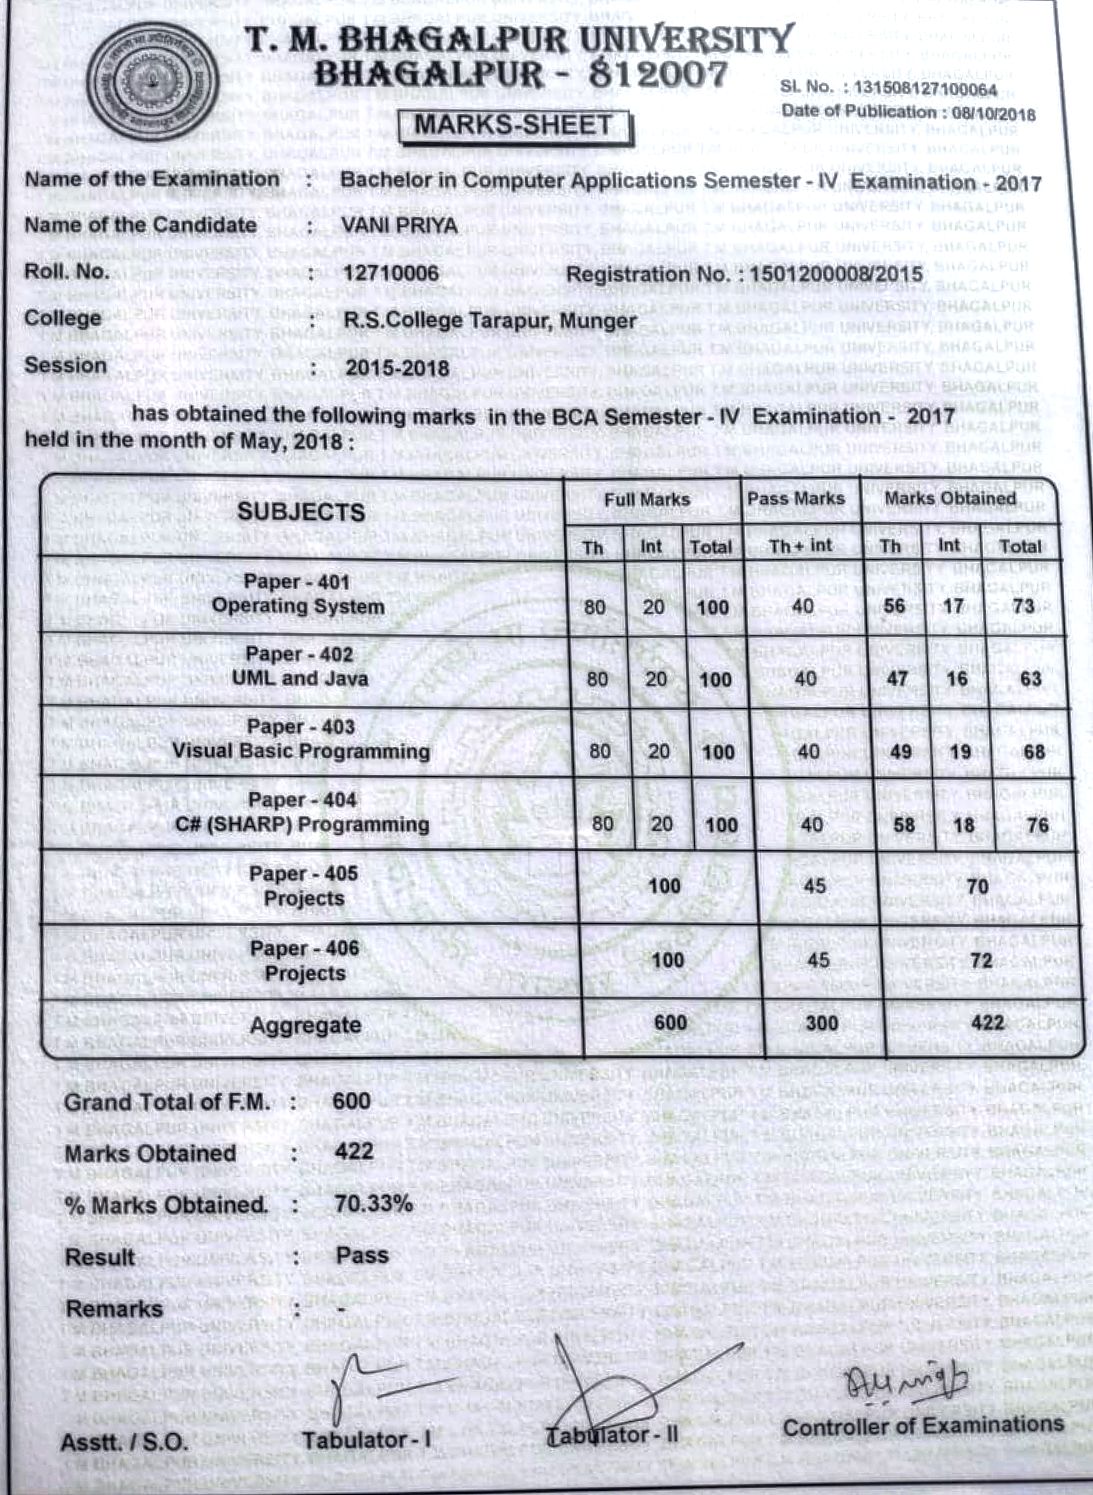 T. M. BHAGALPUR UNIVERSITY
BHAGALPUR - 812007
SL No. : 131508127100064
Date of Publication : 08/10/2018
MARKS-SHEET
Name of the Examination : Bachelor in Computer Applications Semester - IV Examination - 2017
Name of the Candidate : VANI PRIYA
Roll. No. : 12710006 Registration No. : 1501200008/2015
College : R.S.College Tarapur, Munger
Session : 2015-2018
has obtained the following marks in the BCA Semester - IV Examination - 2017
held in the month of May, 2018 :
SUBJECTS Full Marks Pass Marks Marks Obtained
Th Int Total Th + int Th Int Total
Paper - 401
Operating System 80 20 100 40 56 17 73
Paper - 402
UML and Java 80 20 100 40 47 16 63
Paper - 403
Visual Basic Programming 80 20 100 40 49 19 68
Paper - 404
C# (SHARP) Programming 80 20 100 40 58 18 76
Paper - 405
Projects 100 45 70
Paper - 406
Projects 100 45 72
Aggregate 600 300 422
Grand Total of F.M. : 600
Marks Obtained : 422
% Marks Obtained. : 70.33%
Result : Pass
Remarks : -
Asstt. / S.O. Tabulator - I Tabulator - II Controller of Examinations